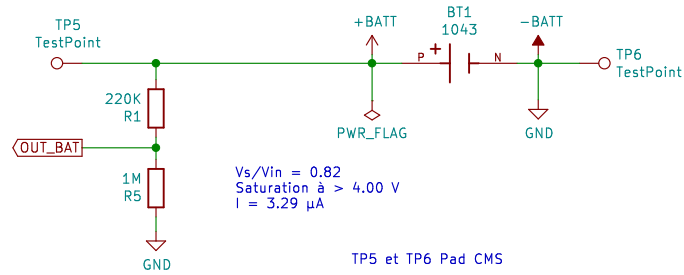 TP5
TestPoint
+BATT
BT1
1043
-BATT
P
+
N
TP6
TestPoint
220K
R1
PWR_FLAG
GND
OUT_BAT
1M
R5
Vs/Vin = 0.82
Saturation à > 4.00 V
I = 3.29 µA
GND
TP5 et TP6 Pad CMS